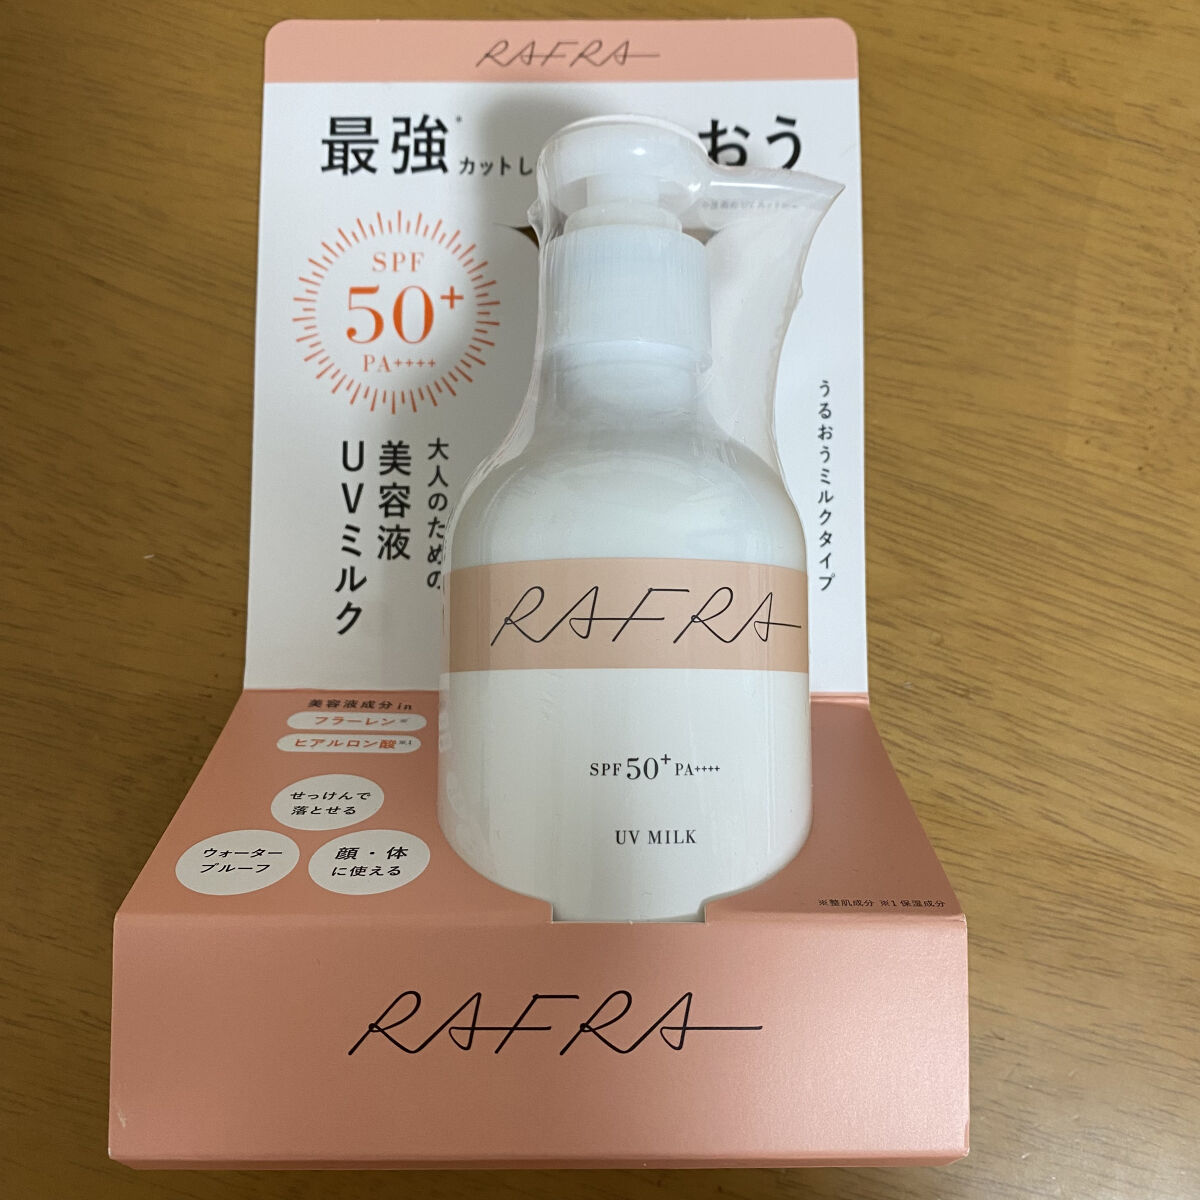 RAFRA
最強*
カットし
おう
SPF
50+
PA++++
大人のための
美容液
UVミルク
うるおうミルクタイプ
RAFRA
SPF50+PA++++
UV MILK
美容液成分in
フラーレン※
ヒアルロン酸※1
せっけんで
落とせる
ウォーター
プルーフ
顔・体
に使える
※整肌成分 ※1 保湿成分
RAFRA